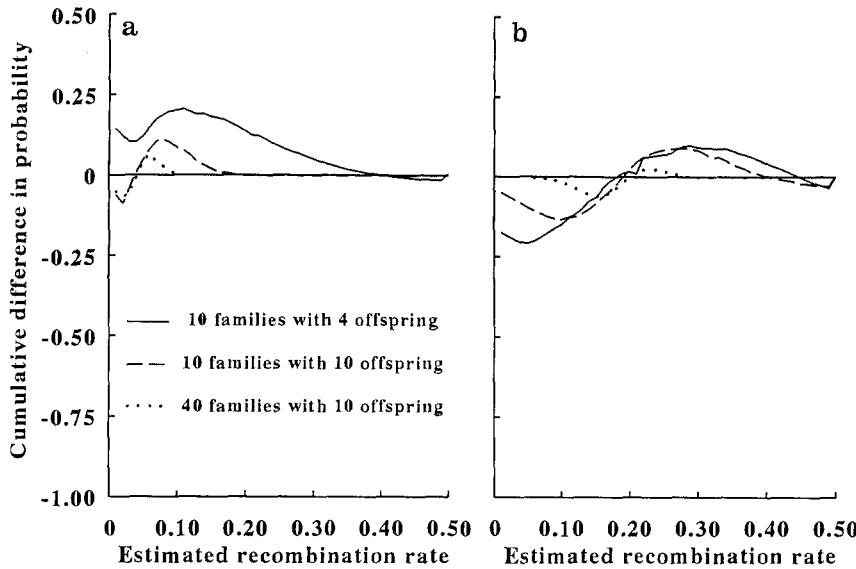 Cumulative difference in probability
0.50
0.25
0
-0.25
-0.50
-0.75
-1.00
a
10 families with 4 offspring
10 families with 10 offspring
40 families with 10 offspring
0 0.10 0.20 0.30 0.40 0.50
Estimated recombination rate
b
0.10 0.20 0.30 0.40 0.50
Estimated recombination rate